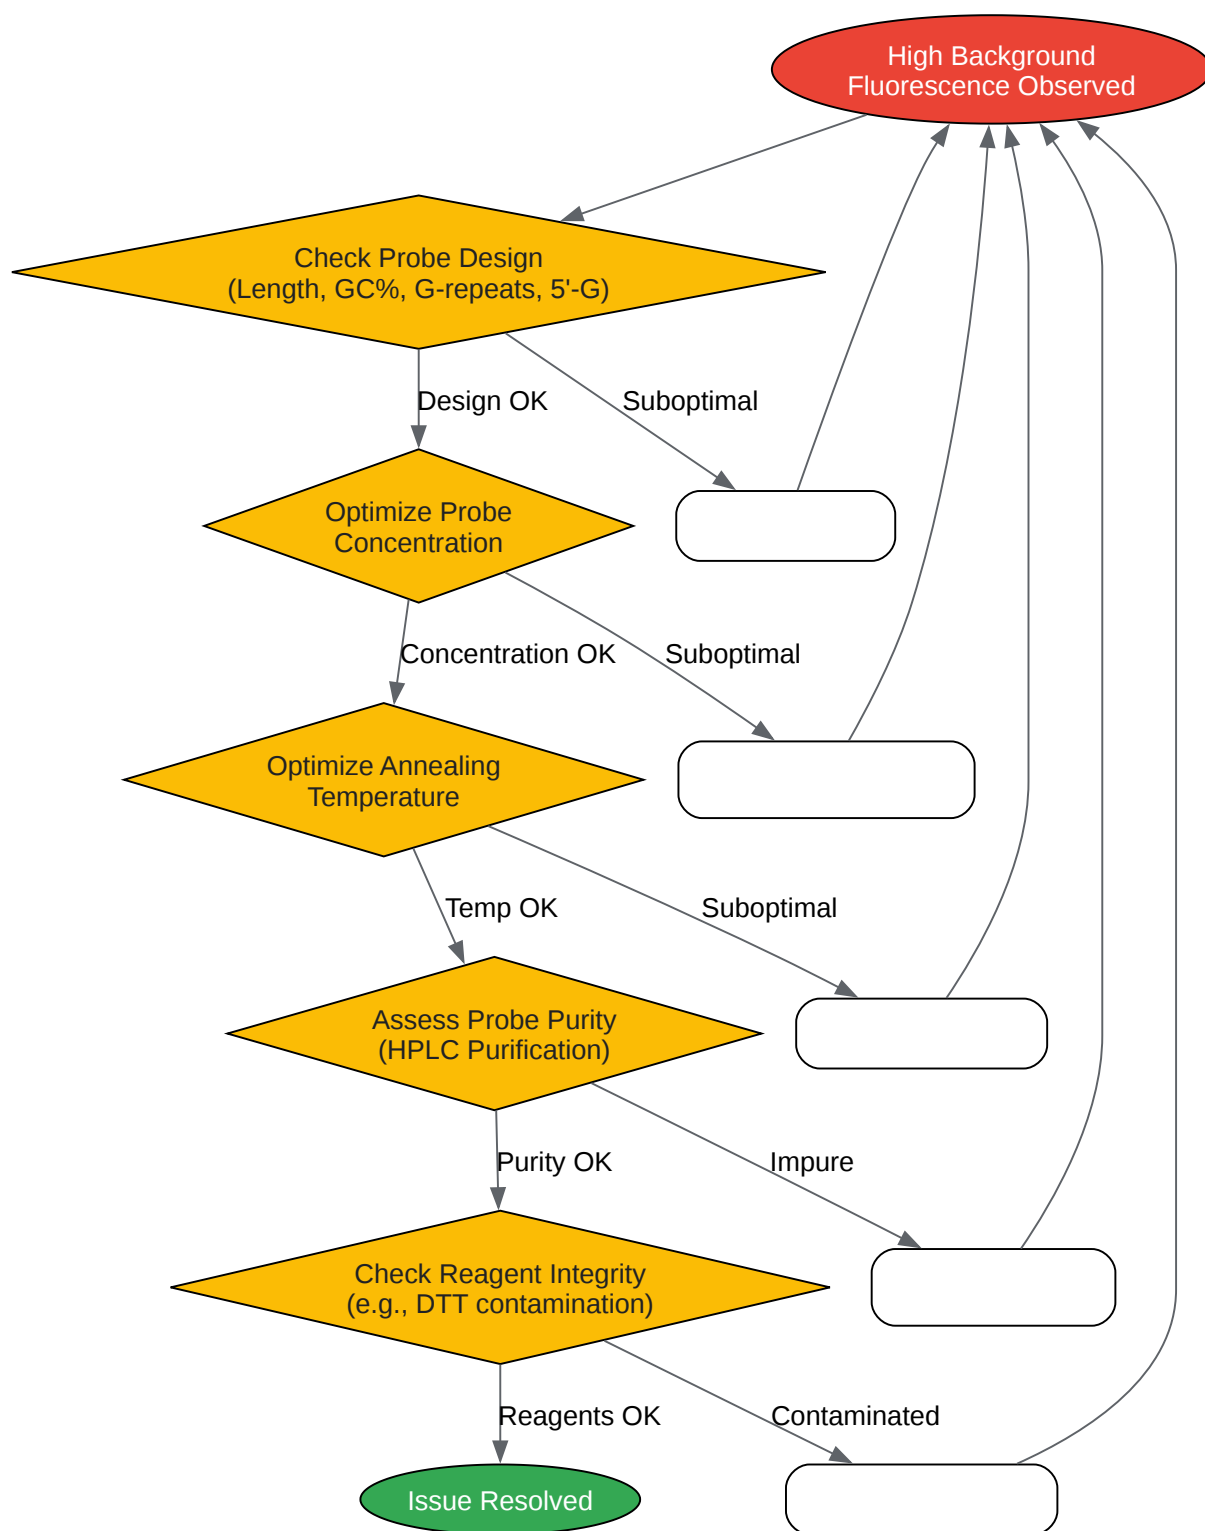 High Background
Fluorescence Observed
Check Probe Design
(Length, GC%, G-repeats, 5'-G)
Design OK
Suboptimal
Optimize Probe
Concentration
Concentration OK
Suboptimal
Optimize Annealing
Temperature
Temp OK
Suboptimal
Assess Probe Purity
(HPLC Purification)
Purity OK
Impure
Check Reagent Integrity
(e.g., DTT contamination)
Reagents OK
Contaminated
Issue Resolved